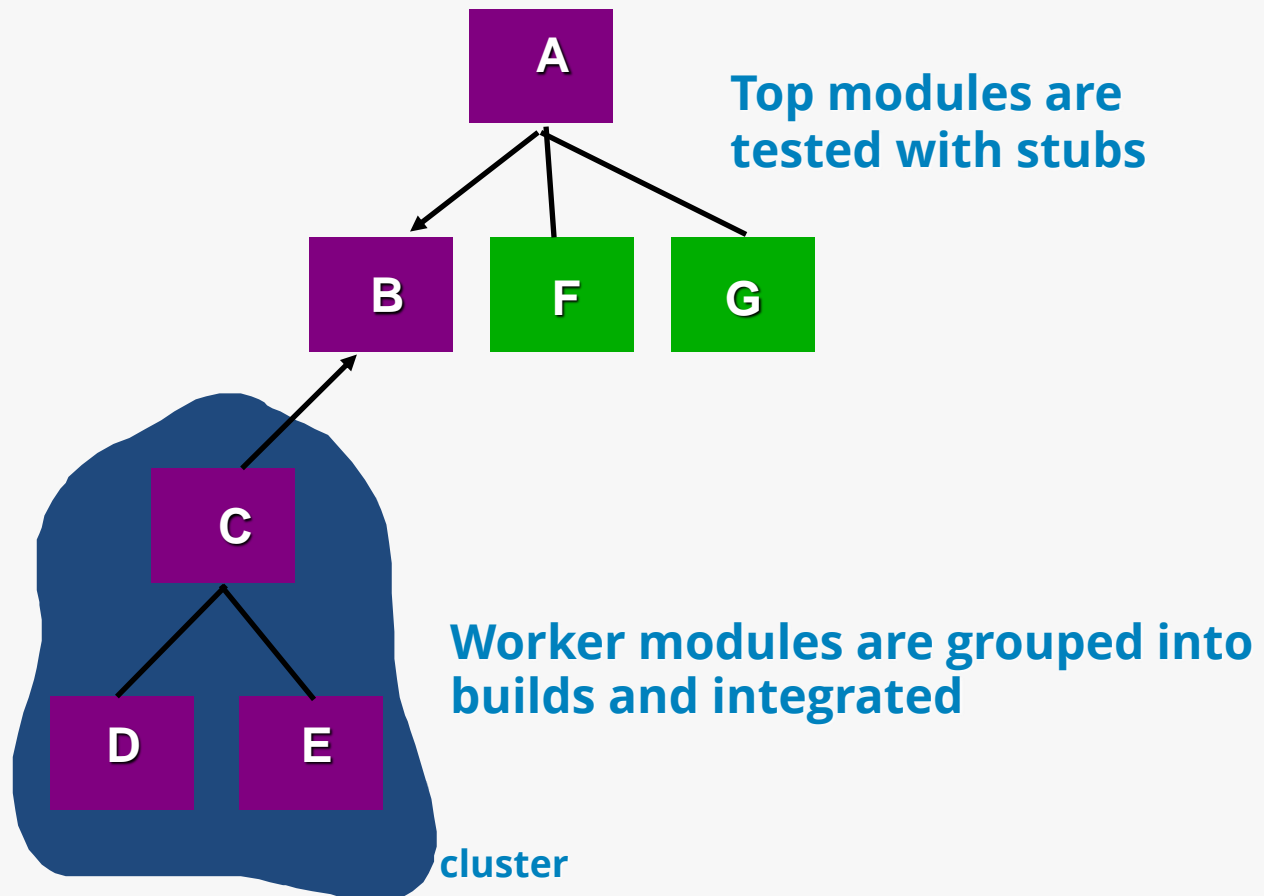 A
Top modules are
tested with stubs
B
F
G
C
Worker modules are grouped into
builds and integrated
D
E
cluster